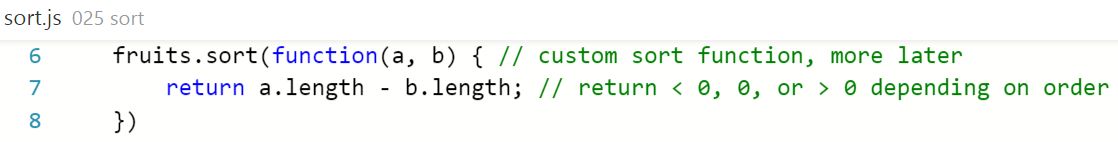 sort.js 025 sort
6 fruits.sort(function(a, b) { // custom sort function, more later
7 return a.length - b.length; // return < 0, 0, or > 0 depending on order
8 })